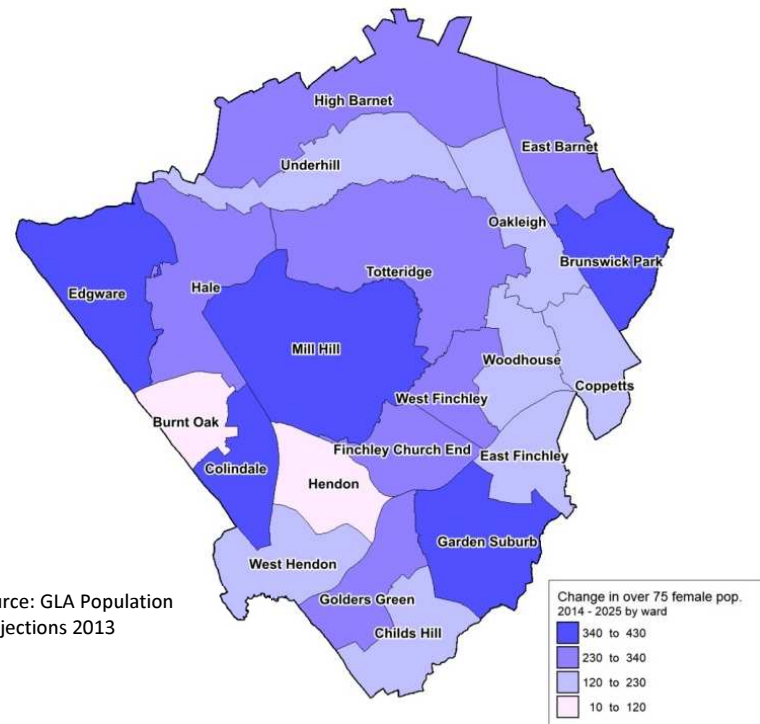 High Barnet
East Barnet
Underhill
Oakleigh
Brunswick Park
Totteridge
Hale
Edgware
Mill Hill
Woodhouse
Coppetts
West Finchley
Burnt Oak
Finchley Church End
East Finchley
Colindale
Hendon
Garden Suburb
West Hendon
Golders Green
Childs Hill
urce: GLA Population
jections 2013
Change in over 75 female pop.
2014 - 2025 by ward
340 to 430
230 to 340
120 to 230
10 to 120